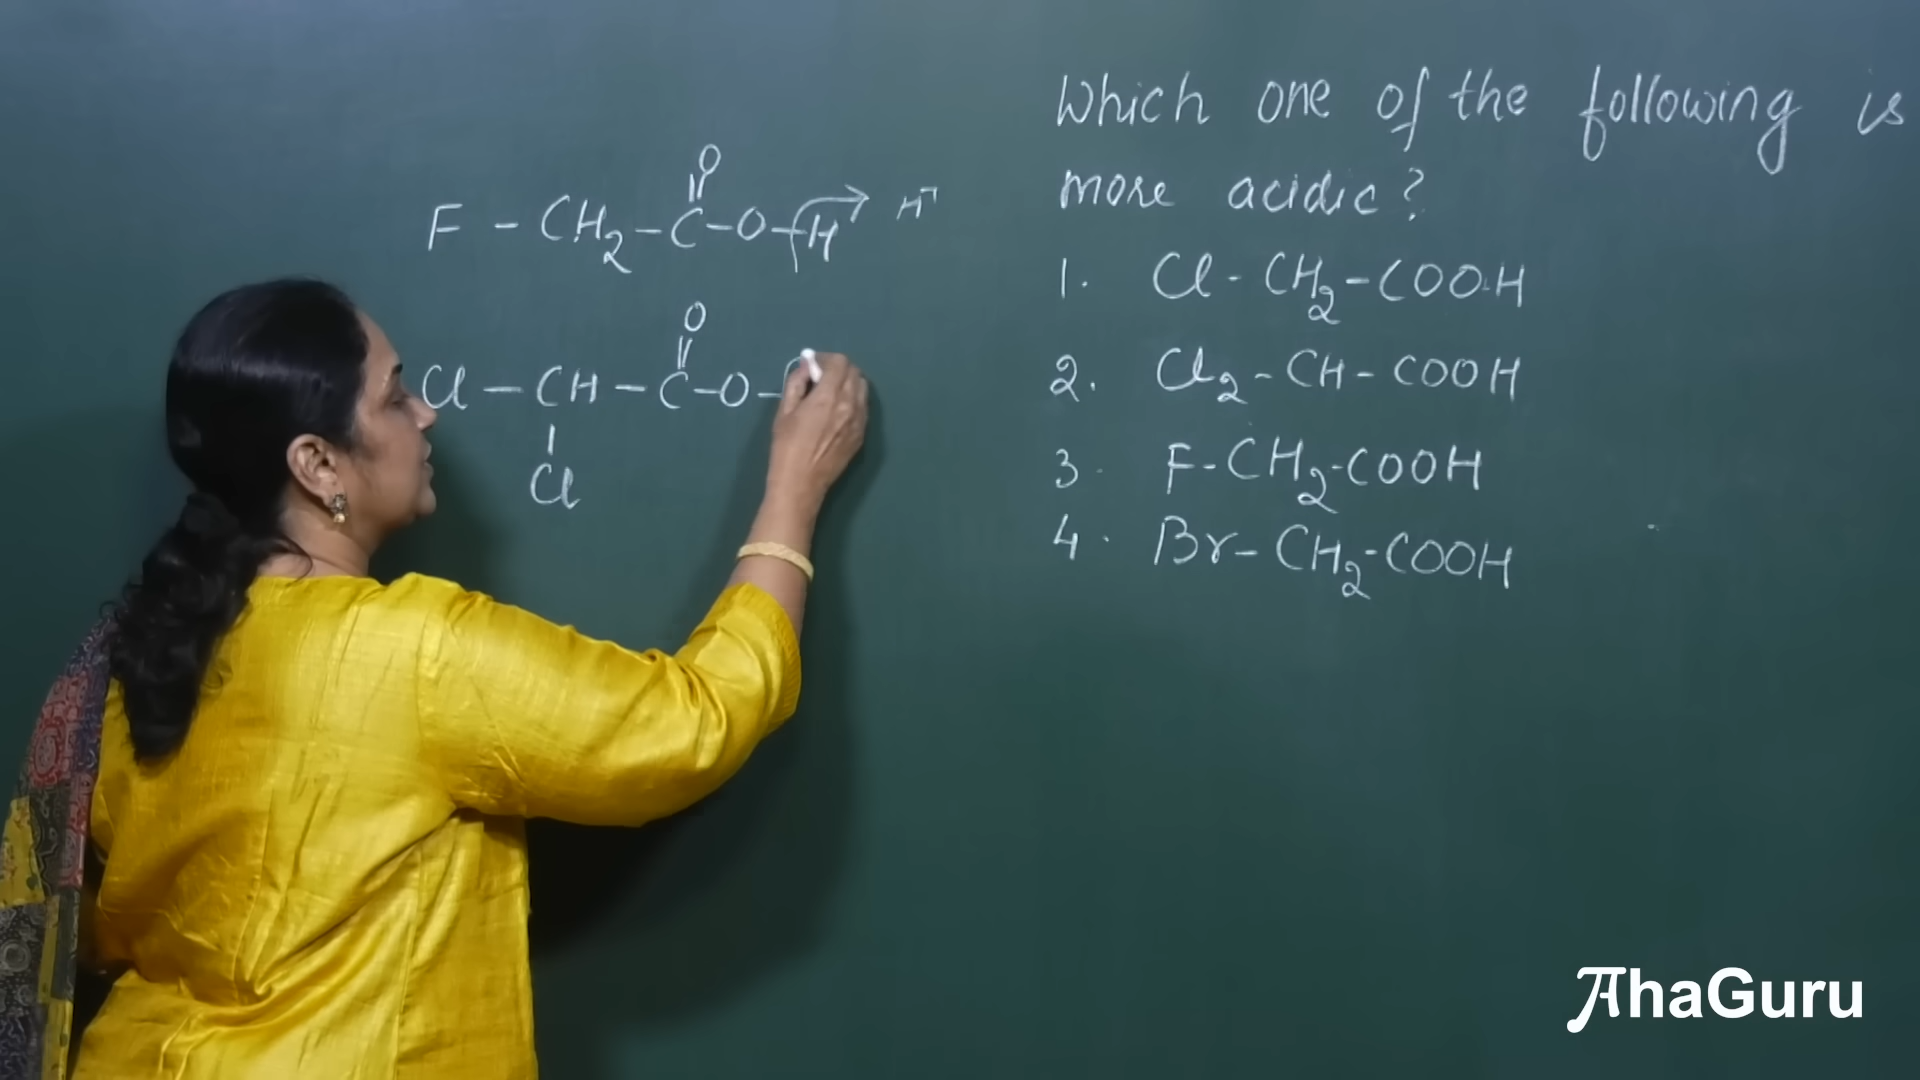 O
F - CH₂ - C - O - H → H⁺
O
Cl - CH - C - O -
Cl
Which one of the following is
more acidic?
1. Cl - CH₂ - COOH
2. Cl₂ - CH - COOH
3. F - CH₂ - COOH
4. Br - CH₂ - COOH
AhaGuru